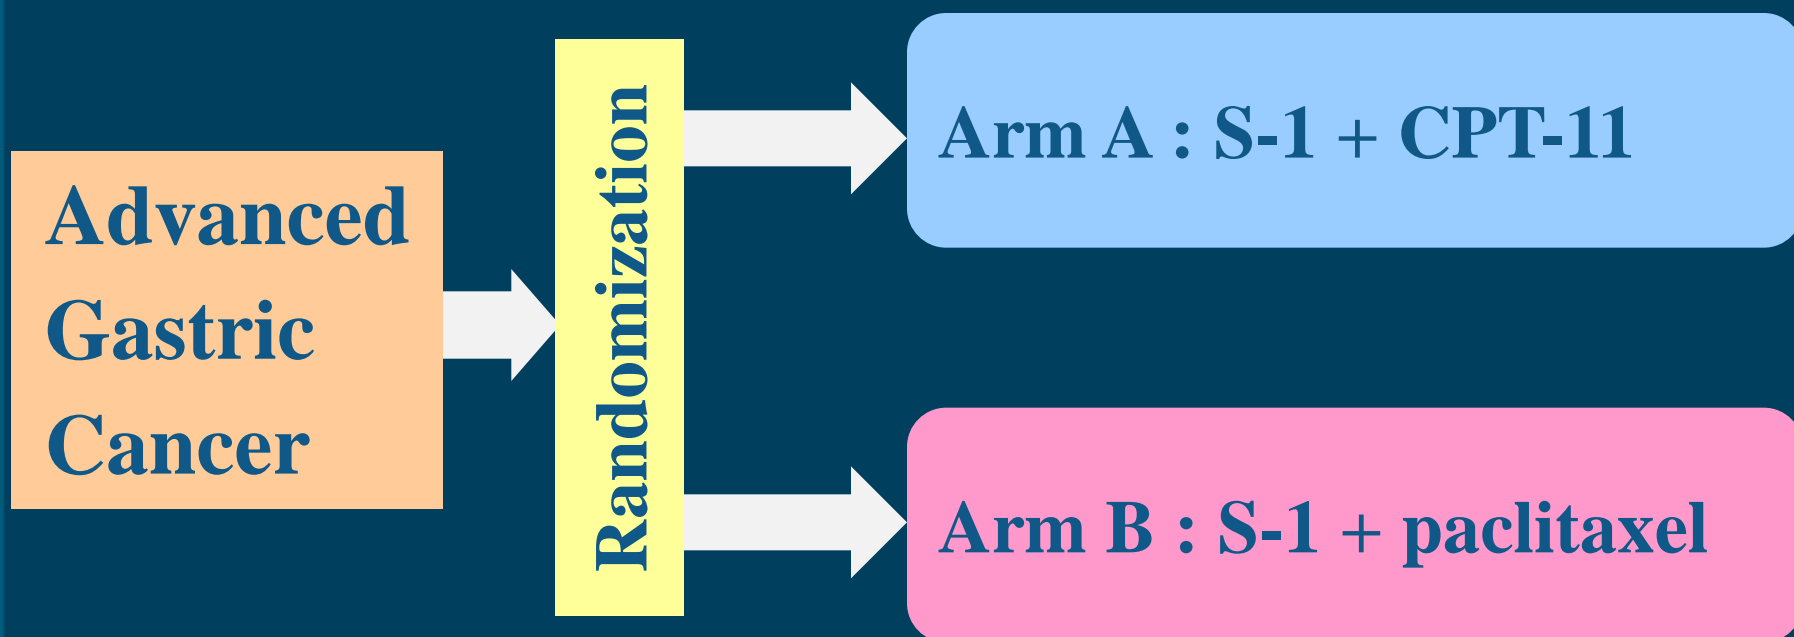 Advanced
Gastric
Cancer
Randomization
Arm A : S-1 + CPT-11
Arm B : S-1 + paclitaxel